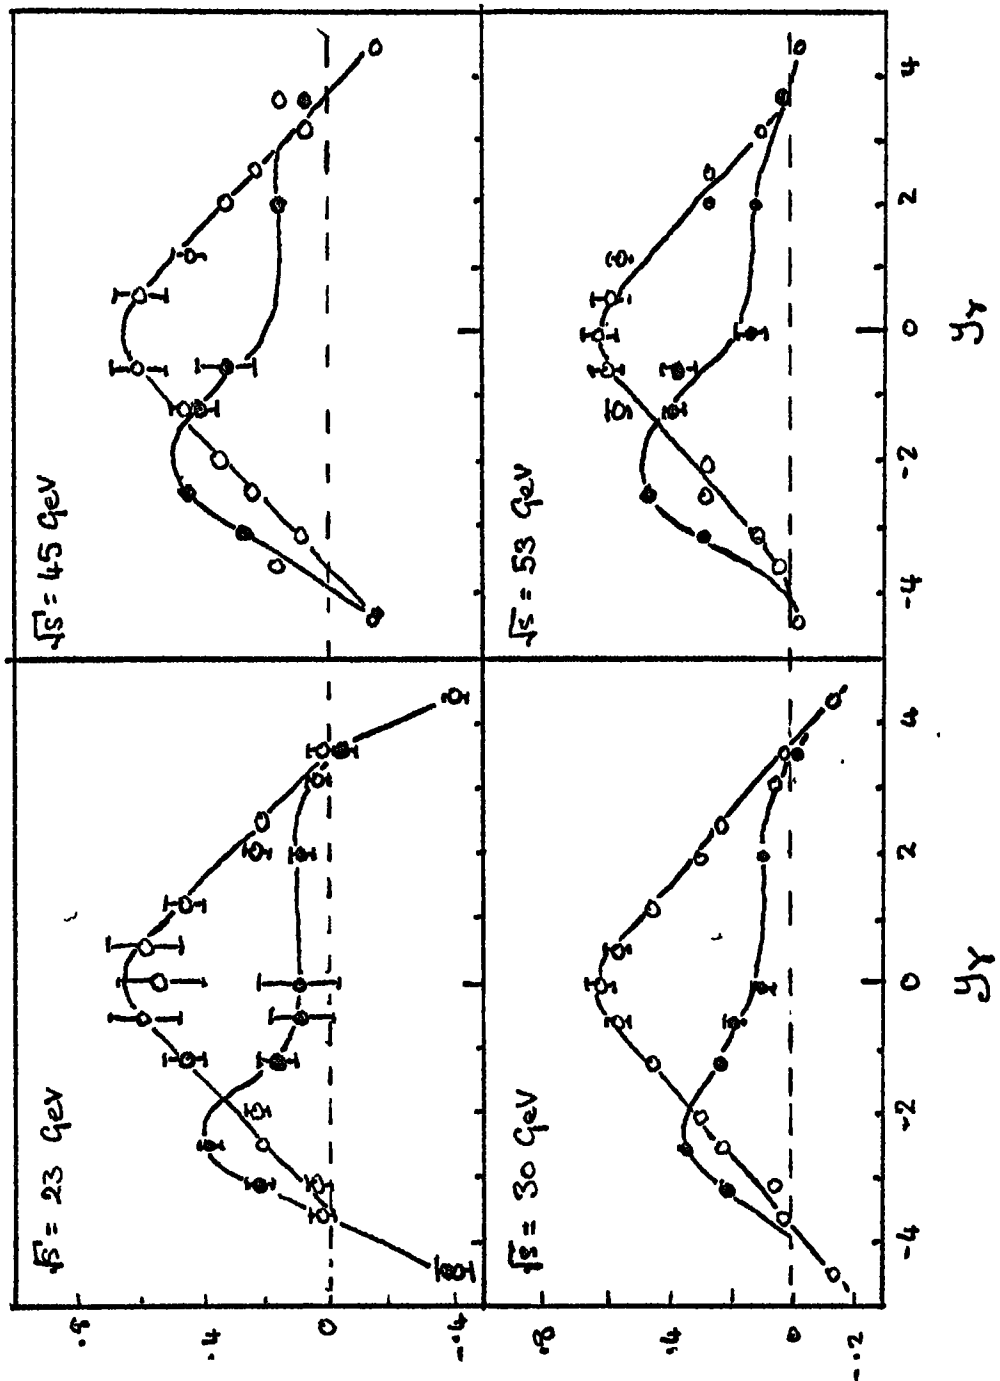 √s = 23 GeV
√s = 45 GeV
.8
.4
0
-.4
√s = 30 GeV
√s = 53 GeV
.8
.4
0
-.2
-4 -2 0 2 4
-4 -2 0 2 4
yγ
yγ